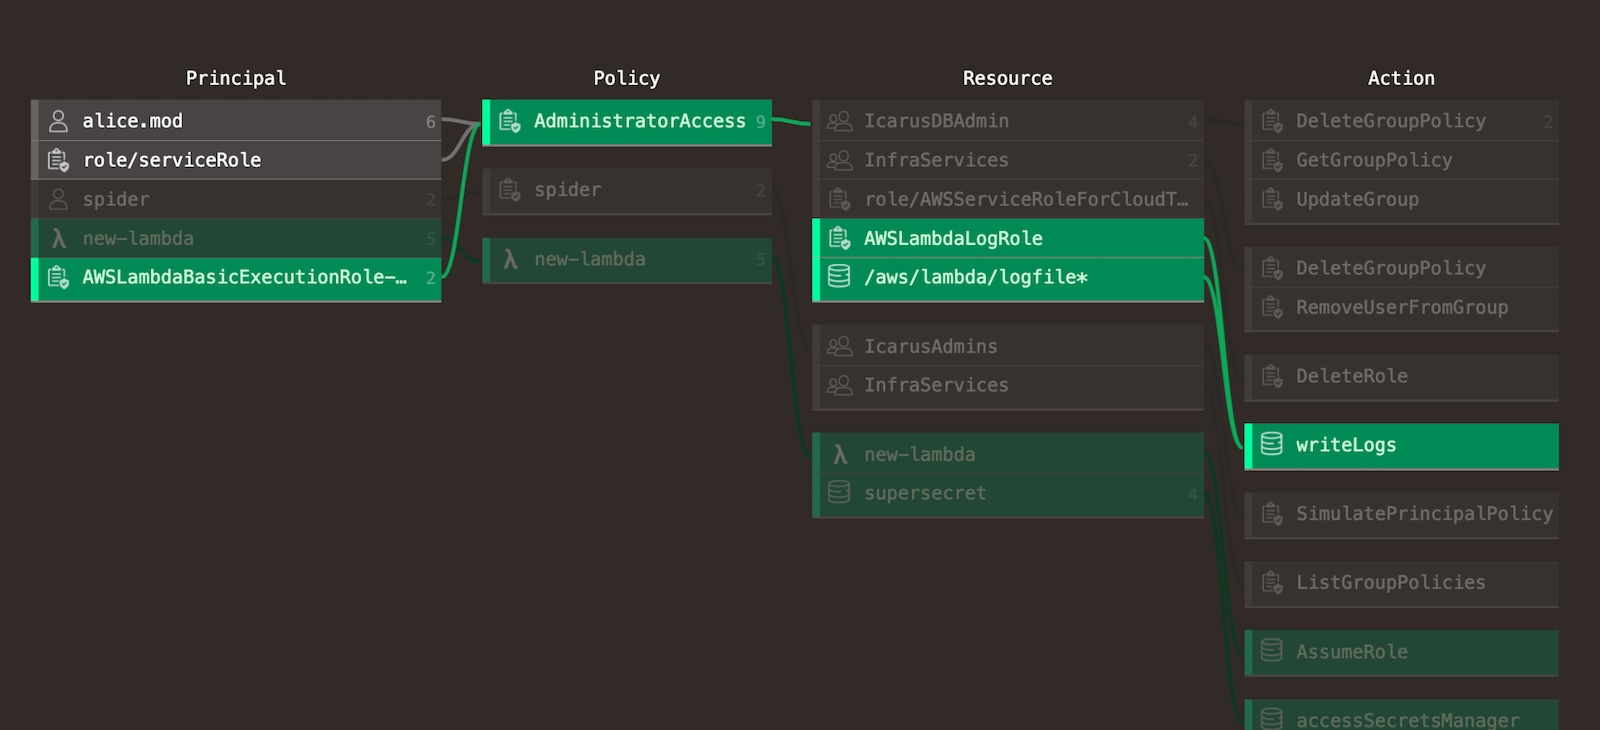 Principal
alice.mod 6
role/serviceRole
spider 2
new-lambda 5
AWSLambdaBasicExecutionRole-… 2
Policy
AdministratorAccess 9
spider 2
λ new-lambda 5
Resource
IcarusDBAdmin 4
InfraServices 2
role/AWSServiceRoleForCloudT…
AWSLambdaLogRole
/aws/lambda/logfile*
IcarusAdmins
InfraServices
λ new-lambda
supersecret 4
Action
DeleteGroupPolicy 2
GetGroupPolicy
UpdateGroup
DeleteGroupPolicy
RemoveUserFromGroup
DeleteRole
writeLogs
SimulatePrincipalPolicy
ListGroupPolicies
AssumeRole
accessSecretsManager